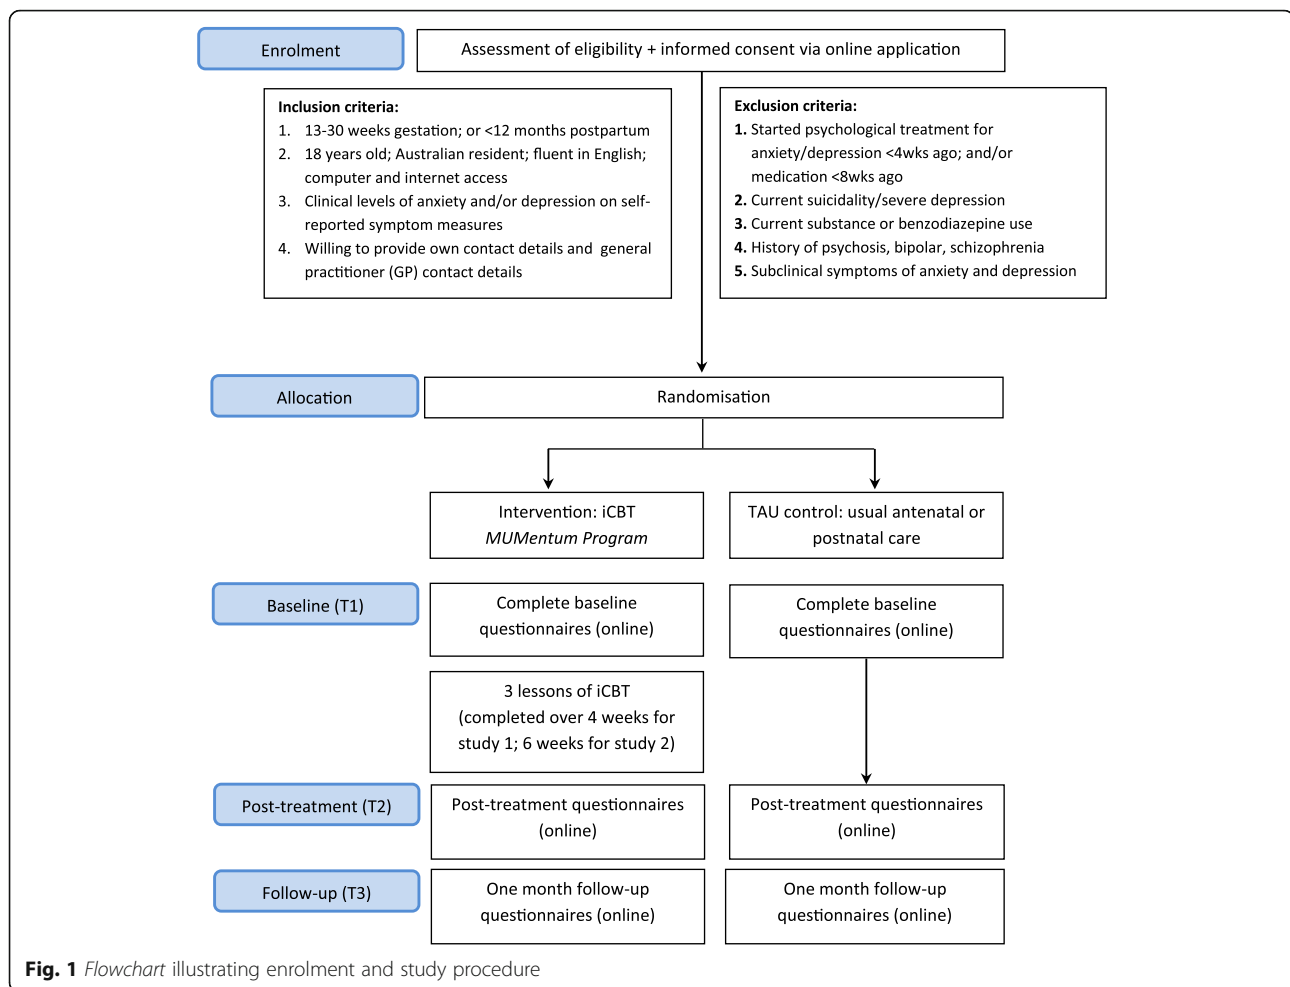 Enrolment
Assessment of eligibility + informed consent via online application
Inclusion criteria:
1. 13-30 weeks gestation; or <12 months postpartum
2. 18 years old; Australian resident; fluent in English;
computer and internet access
3. Clinical levels of anxiety and/or depression on self-
reported symptom measures
4. Willing to provide own contact details and general
practitioner (GP) contact details
Exclusion criteria:
1. Started psychological treatment for
anxiety/depression <4wks ago; and/or
medication <8wks ago
2. Current suicidality/severe depression
3. Current substance or benzodiazepine use
4. History of psychosis, bipolar, schizophrenia
5. Subclinical symptoms of anxiety and depression
Allocation
Randomisation
Intervention: iCBT
MUMentum Program
TAU control: usual antenatal or
postnatal care
Baseline (T1)
Complete baseline
questionnaires (online)
Complete baseline
questionnaires (online)
3 lessons of iCBT
(completed over 4 weeks for
study 1; 6 weeks for study 2)
Post-treatment (T2)
Post-treatment questionnaires
(online)
Post-treatment questionnaires
(online)
Follow-up (T3)
One month follow-up
questionnaires (online)
One month follow-up
questionnaires (online)
Fig. 1 Flowchart illustrating enrolment and study procedure